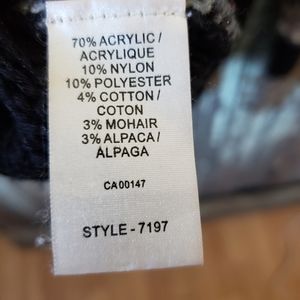 70% ACRYLIC /
ACRYLIQUE
10% NYLON
10% POLYESTER
4% COTTON /
COTON
3% MOHAIR
3% ALPACA /
ALPAGA
CA00147
STYLE - 7197